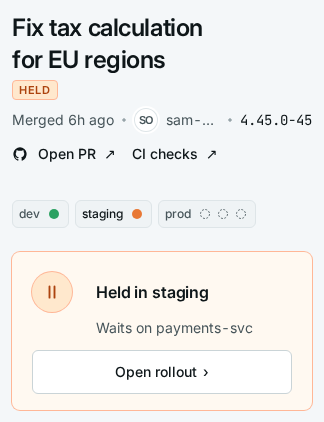 Fix tax calculation
for EU regions
HELD
Merged 6h ago • SO sam-… • 4.45.0-45
Open PR ↗ CI checks ↗
dev staging prod
Held in staging
Waits on payments-svc
Open rollout ›